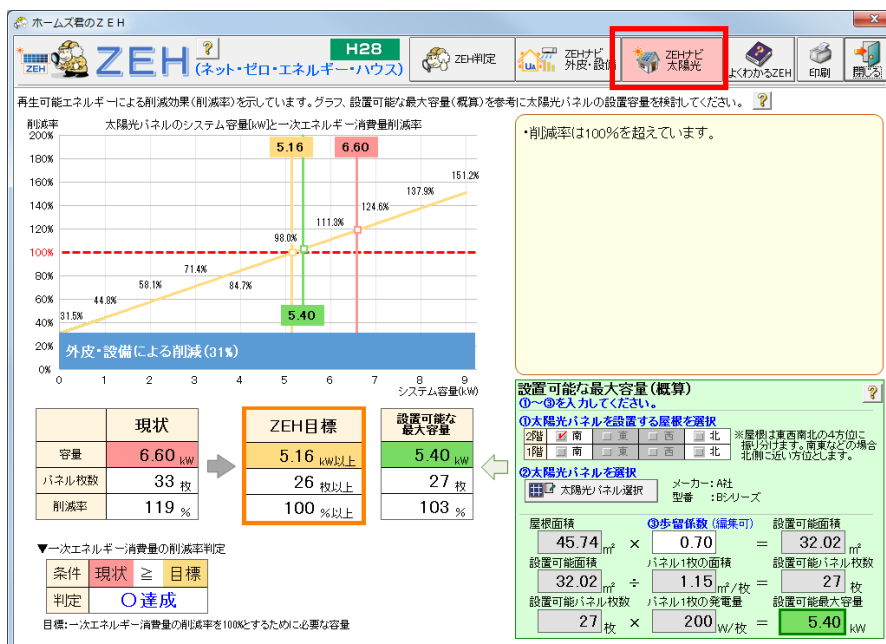 ホームズ君のZEH
ZEH
ZEH
?
H28
(ネット・ゼロ・エネルギー・ハウス)
ZEH判定
UA
ZEHナビ
外皮・設備
ZEHナビ
太陽光
よくわかるZEH
印刷
閉じる
再生可能エネルギーによる削減効果(削減率)を示しています。グラフ、設置可能な最大容量(概算)を参考に太陽光パネルの設置容量を検討してください。 ?
削減率
太陽光パネルのシステム容量[kW]と一次エネルギー消費量削減率
200%
180%
160%
140%
120%
100%
80%
60%
40%
20%
0%
5.16
6.60
5.40
31.5%
44.8%
58.1%
71.4%
84.7%
98.0%
111.3%
124.6%
137.9%
151.2%
外皮・設備による削減(31%)
0 1 2 3 4 5 6 7 8 9
システム容量(kW)
・削減率は100%を超えています。
現状 ZEH目標 設置可能な
最大容量
容量 6.60 kW 5.16 kW以上 5.40 kW
パネル枚数 33 枚 26 枚以上 27 枚
削減率 119 % 100 %以上 103 %
▼一次エネルギー消費量の削減率判定
条件 現状 ≧ 目標
判定 〇達成
目標:一次エネルギー消費量の削減率を100%とするために必要な容量
設置可能な最大容量(概算)
?
①~③を入力してください。
①太陽光パネルを設置する屋根を選択
2階 南 東 西 北
1階 南 東 西 北
※屋根は東西南北の4方位に
振り分けます。南東などの場合
北側に近い方位とします。
②太陽光パネルを選択
太陽光パネル選択
メーカー:A社
型番 :Bシリーズ
屋根面積 ③歩留係数(編集可) 設置可能面積
45.74 m² × 0.70 = 32.02 m²
設置可能面積 パネル1枚の面積 設置可能パネル枚数
32.02 m² ÷ 1.15 m²/枚 = 27 枚
設置可能パネル枚数 パネル1枚の発電量 設置可能最大容量
27 枚 × 200 W/枚 = 5.40 kW